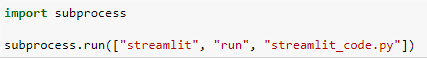 import subprocess
subprocess.run(["streamlit", "run", "streamlit_code.py"])